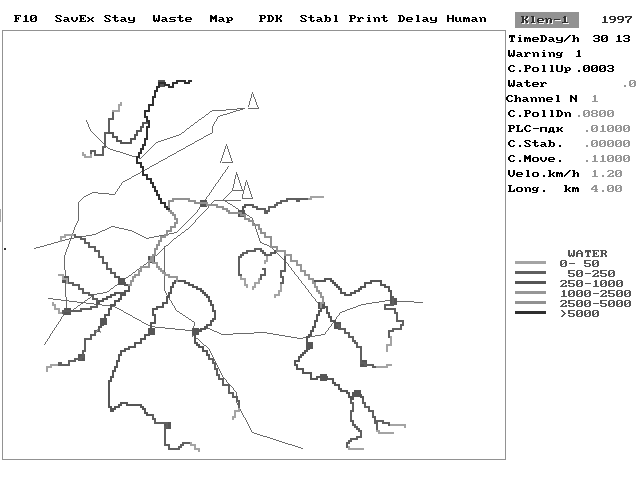 F10 SavEx Stay Waste Map PDK Stabl Print Delay Human Klen-1 1997
TimeDay/h 30 13
Warning 1
C.PollUp .0003
Water .0
Channel N 1
C.PollDn .0800
PLC-пдк .01000
C.Stab. .00000
C.Move. .11000
Velo.km/h 1.20
Long. km 4.00
WATER
0- 50
50-250
250-1000
1000-2500
2500-5000
>5000